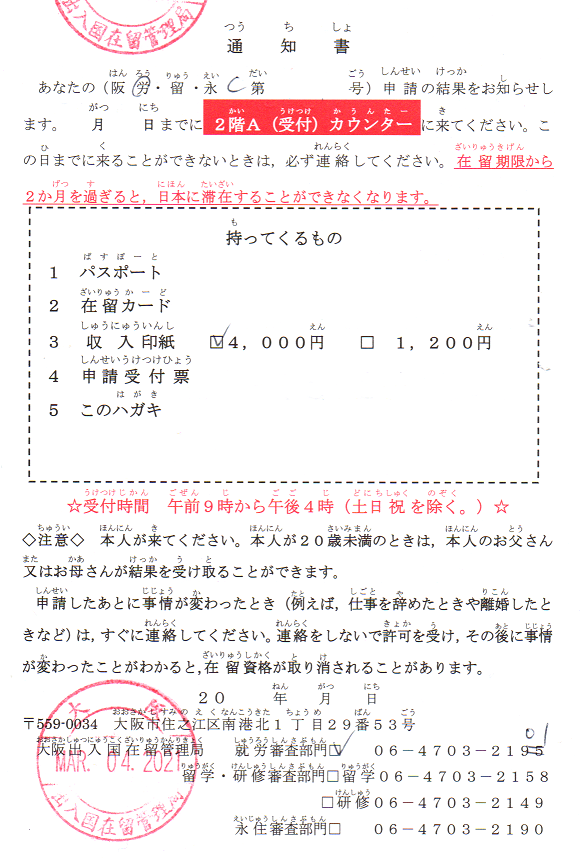 出入国在留管理局
通知書
あなたの（阪労・留・永 C 第　　　　号）申請の結果をお知らせし
ます。　月　　日までに２階Ａ（受付）カウンターに来てください。こ
の日までに来ることができないときは，必ず連絡してください。在留期限から
２か月を過ぎると，日本に滞在することができなくなります。
持ってくるもの
１　パスポート
２　在留カード
３　収入印紙　☑４，０００円　□　１，２００円
４　申請受付票
５　このハガキ
☆受付時間　午前９時から午後４時（土日祝を除く。）☆
◇注意◇　本人が来てください。本人が２０歳未満のときは，本人のお父さん
又はお母さんが結果を受け取ることができます。
申請したあとに事情が変わったとき（例えば，仕事を辞めたときや離婚したと
きなど）は，すぐに連絡してください。連絡をしないで許可を受け，その後に事情
が変わったことがわかると，在留資格が取り消されることがあります。
２０　　年　　月　　日
〒559-0034　大阪市住之江区南港北１丁目２９番５３号
大阪出入国在留管理局　就労審査部門☑　０６－４７０３－２１９５
留学・研修審査部門□留学０６－４７０３－２１５８
□研修０６－４７０３－２１４９
永住審査部門□　０６－４７０３－２１９０
MAR. 04. 2021
出入国在留管理局